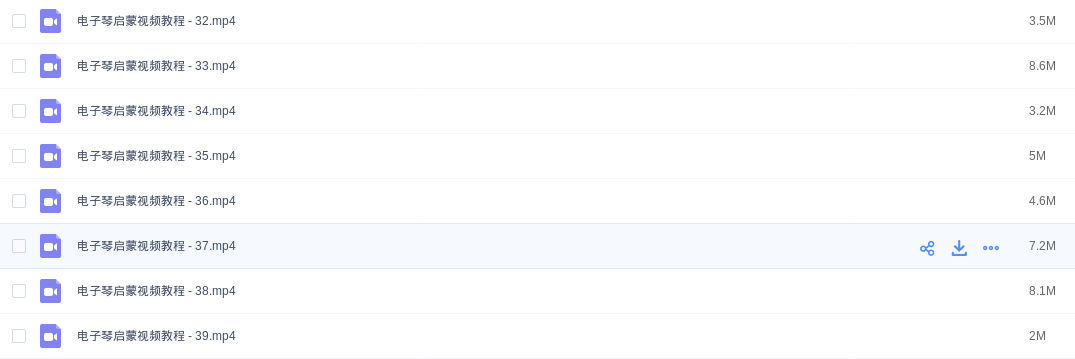 电子琴启蒙视频教程 - 32.mp4 3.5M
电子琴启蒙视频教程 - 33.mp4 8.6M
电子琴启蒙视频教程 - 34.mp4 3.2M
电子琴启蒙视频教程 - 35.mp4 5M
电子琴启蒙视频教程 - 36.mp4 4.6M
电子琴启蒙视频教程 - 37.mp4 7.2M
电子琴启蒙视频教程 - 38.mp4 8.1M
电子琴启蒙视频教程 - 39.mp4 2M